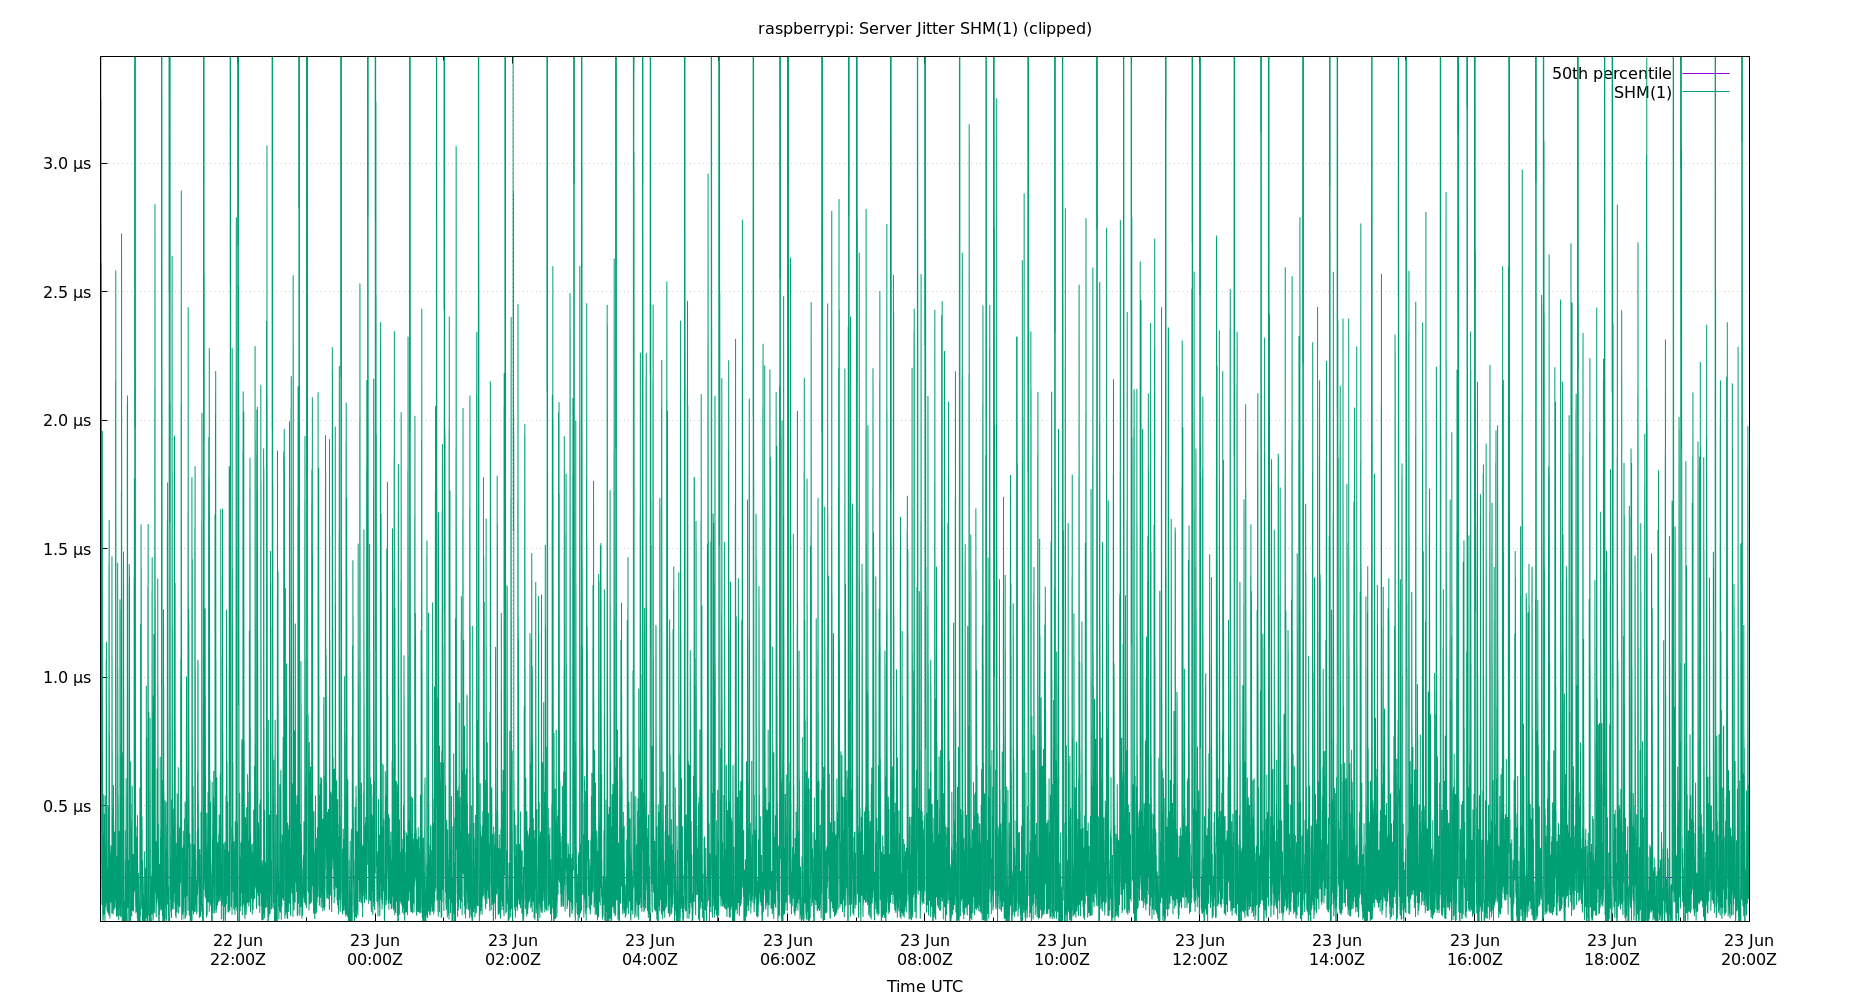 raspberrypi: Server Jitter SHM(1) (clipped)
50th percentile
SHM(1)
3.0 µs
2.5 µs
2.0 µs
1.5 µs
1.0 µs
0.5 µs
22 Jun 23 Jun 23 Jun 23 Jun 23 Jun 23 Jun 23 Jun 23 Jun 23 Jun 23 Jun 23 Jun 23 Jun
22:00Z 00:00Z 02:00Z 04:00Z 06:00Z 08:00Z 10:00Z 12:00Z 14:00Z 16:00Z 18:00Z 20:00Z
Time UTC